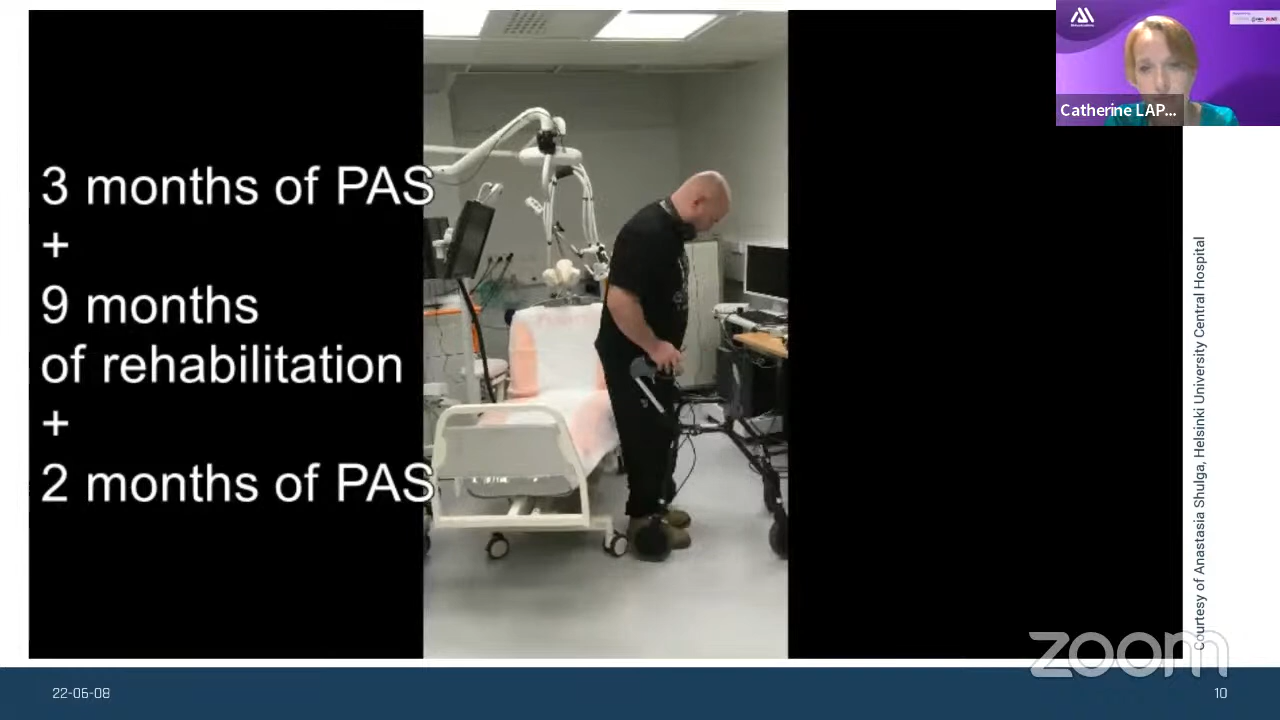 3 months of PAS
+
9 months
of rehabilitation
+
2 months of PAS
Catherine LAP...
Courtesy of Anastasia Shulga, Helsinki University Central Hospital
zoom
22-06-08
10